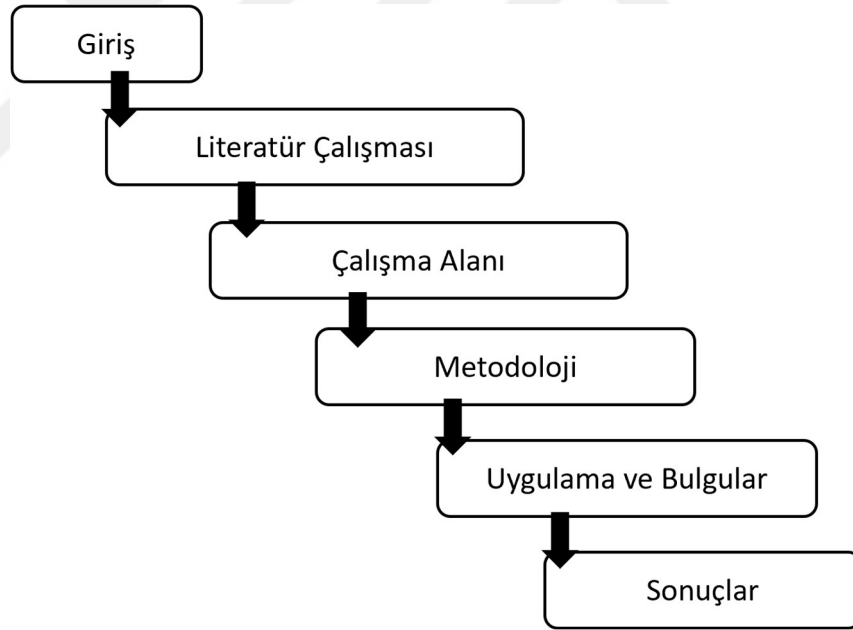 Giriş
Literatür Çalışması
Çalışma Alanı
Metodoloji
Uygulama ve Bulgular
Sonuçlar